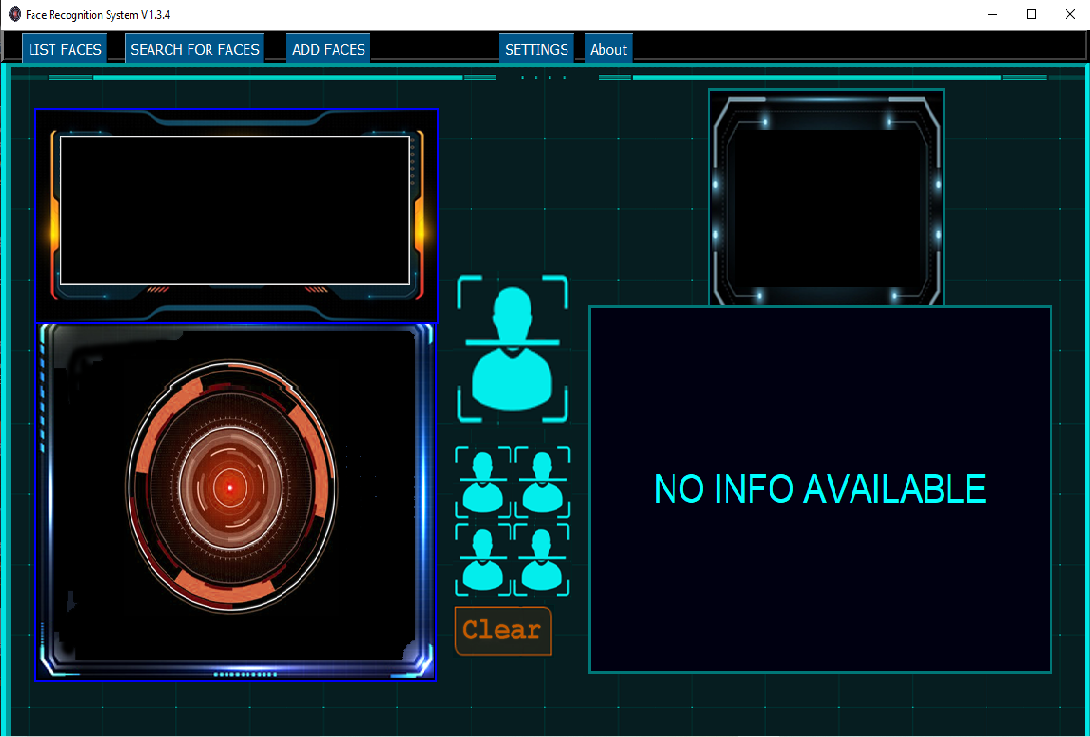 Face Recognition System V1.3.4
LIST FACES SEARCH FOR FACES ADD FACES SETTINGS About
NO INFO AVAILABLE
Clear